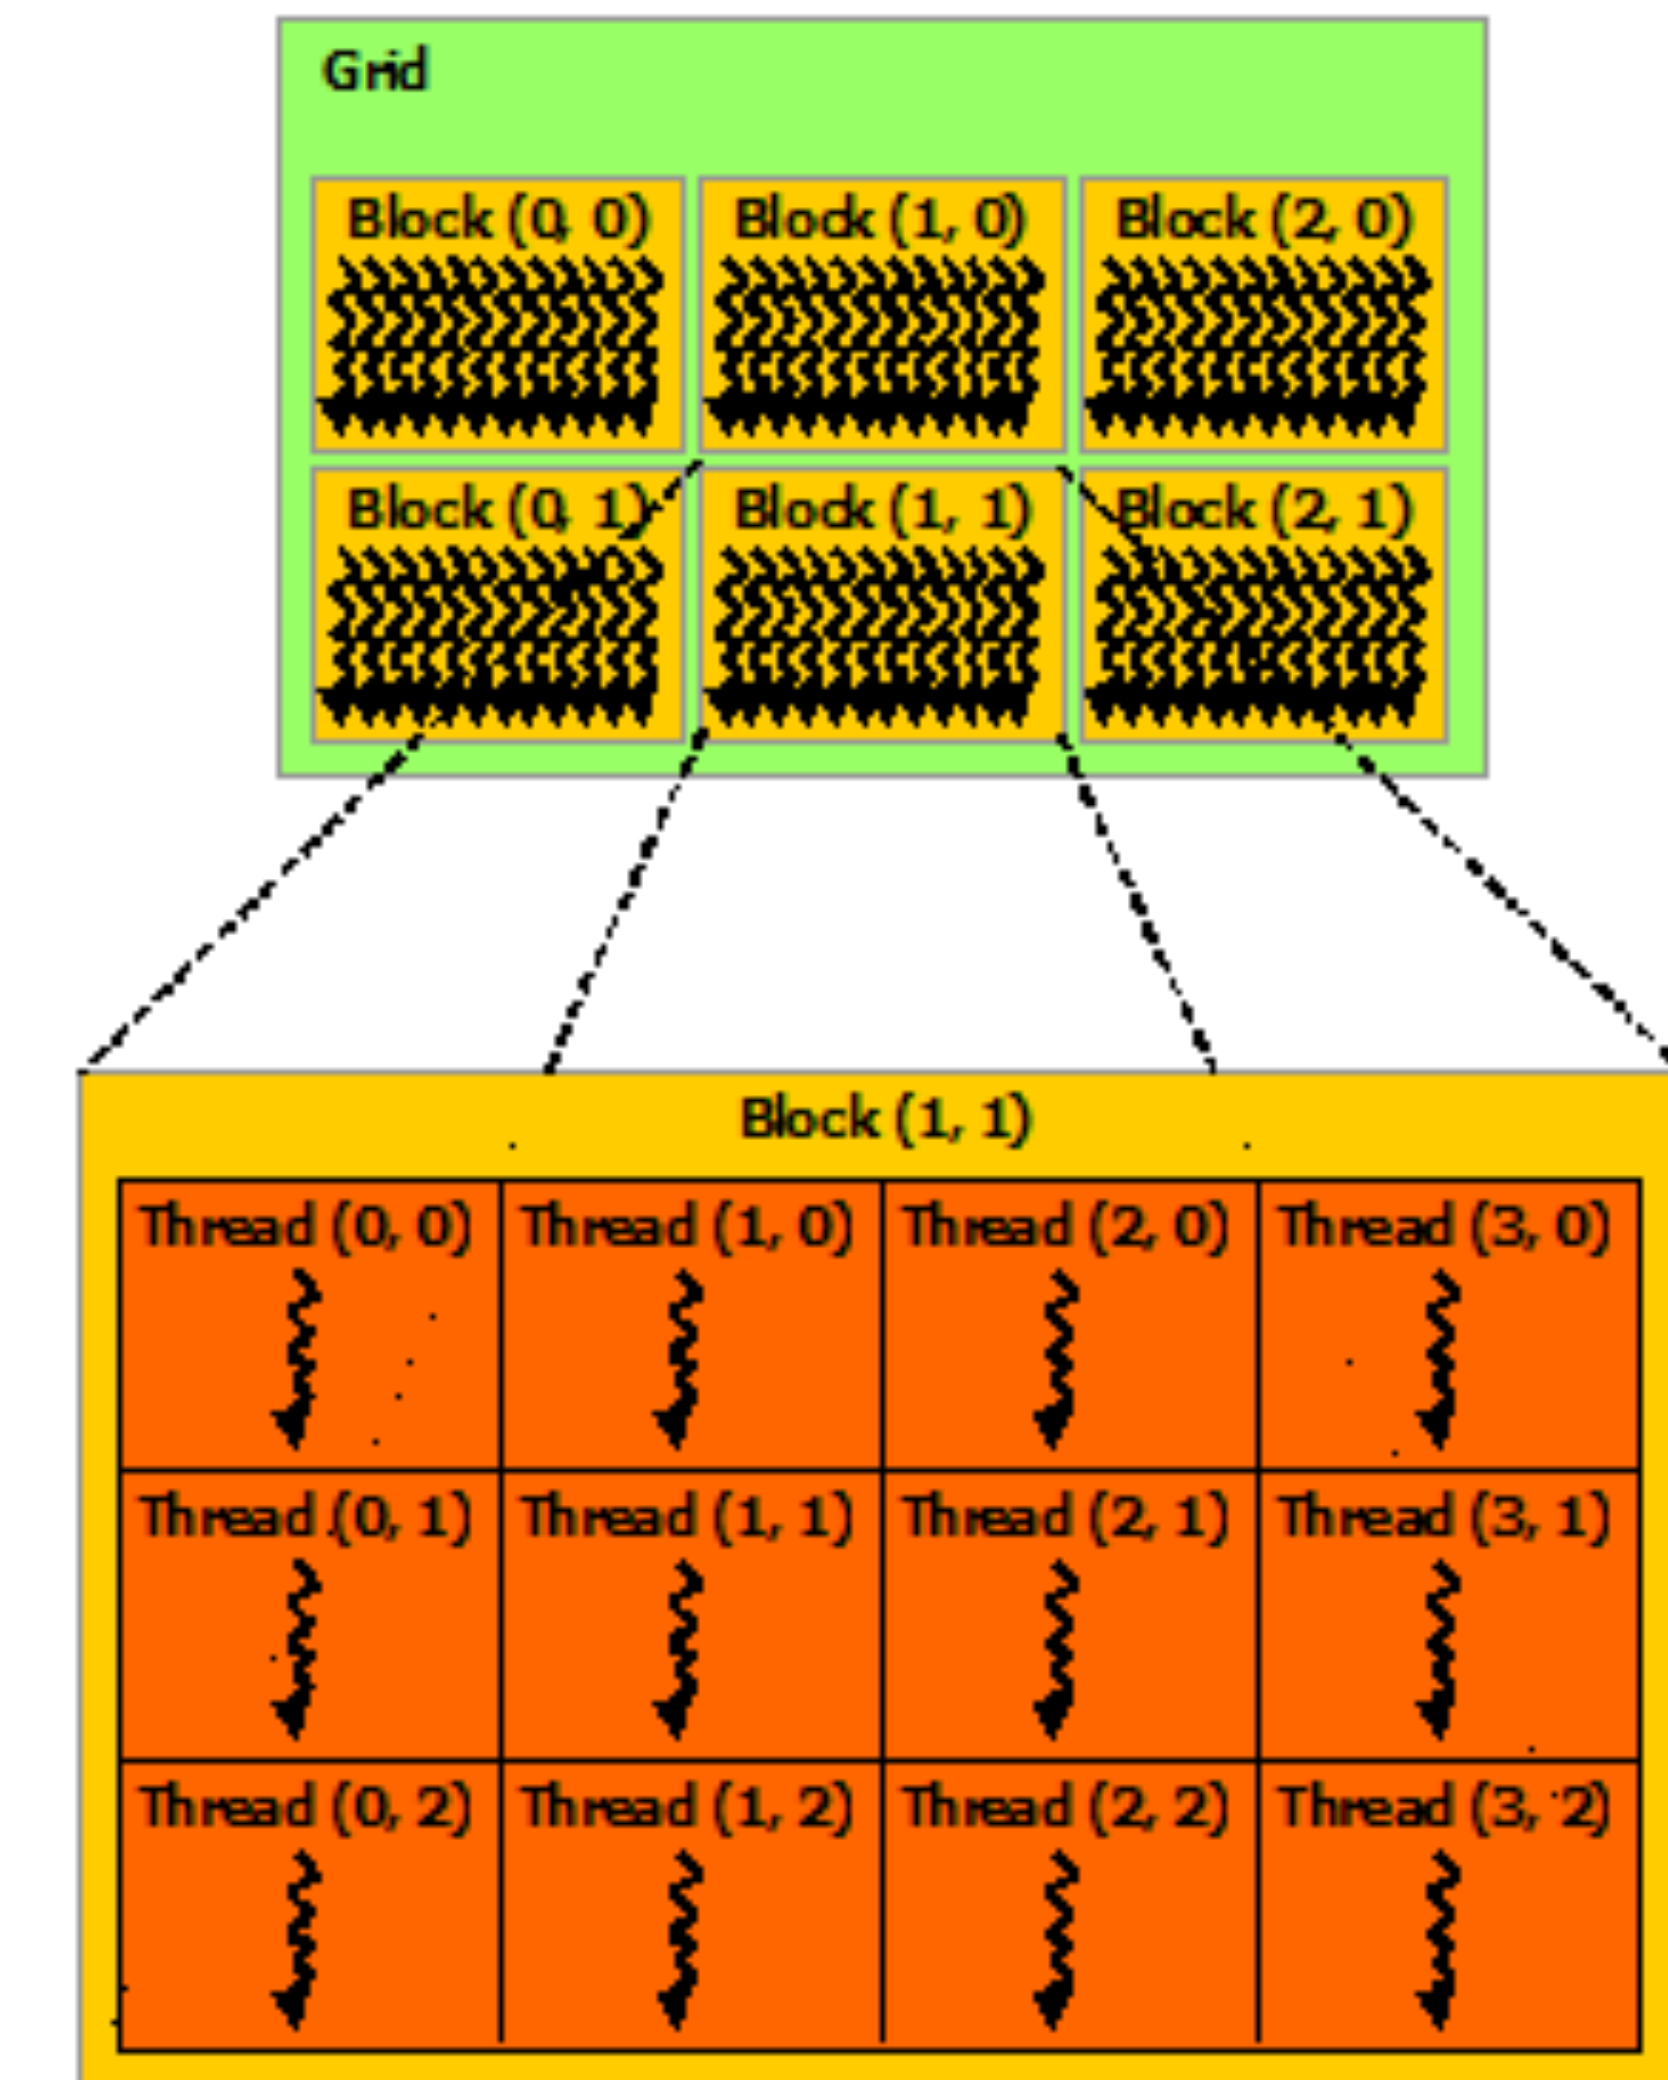 Grid
Block (0, 0) Block (1, 0) Block (2, 0)
Block (0, 1) Block (1, 1) Block (2, 1)
Block (1, 1)
Thread (0, 0) Thread (1, 0) Thread (2, 0) Thread (3, 0)
Thread (0, 1) Thread (1, 1) Thread (2, 1) Thread (3, 1)
Thread (0, 2) Thread (1, 2) Thread (2, 2) Thread (3, 2)